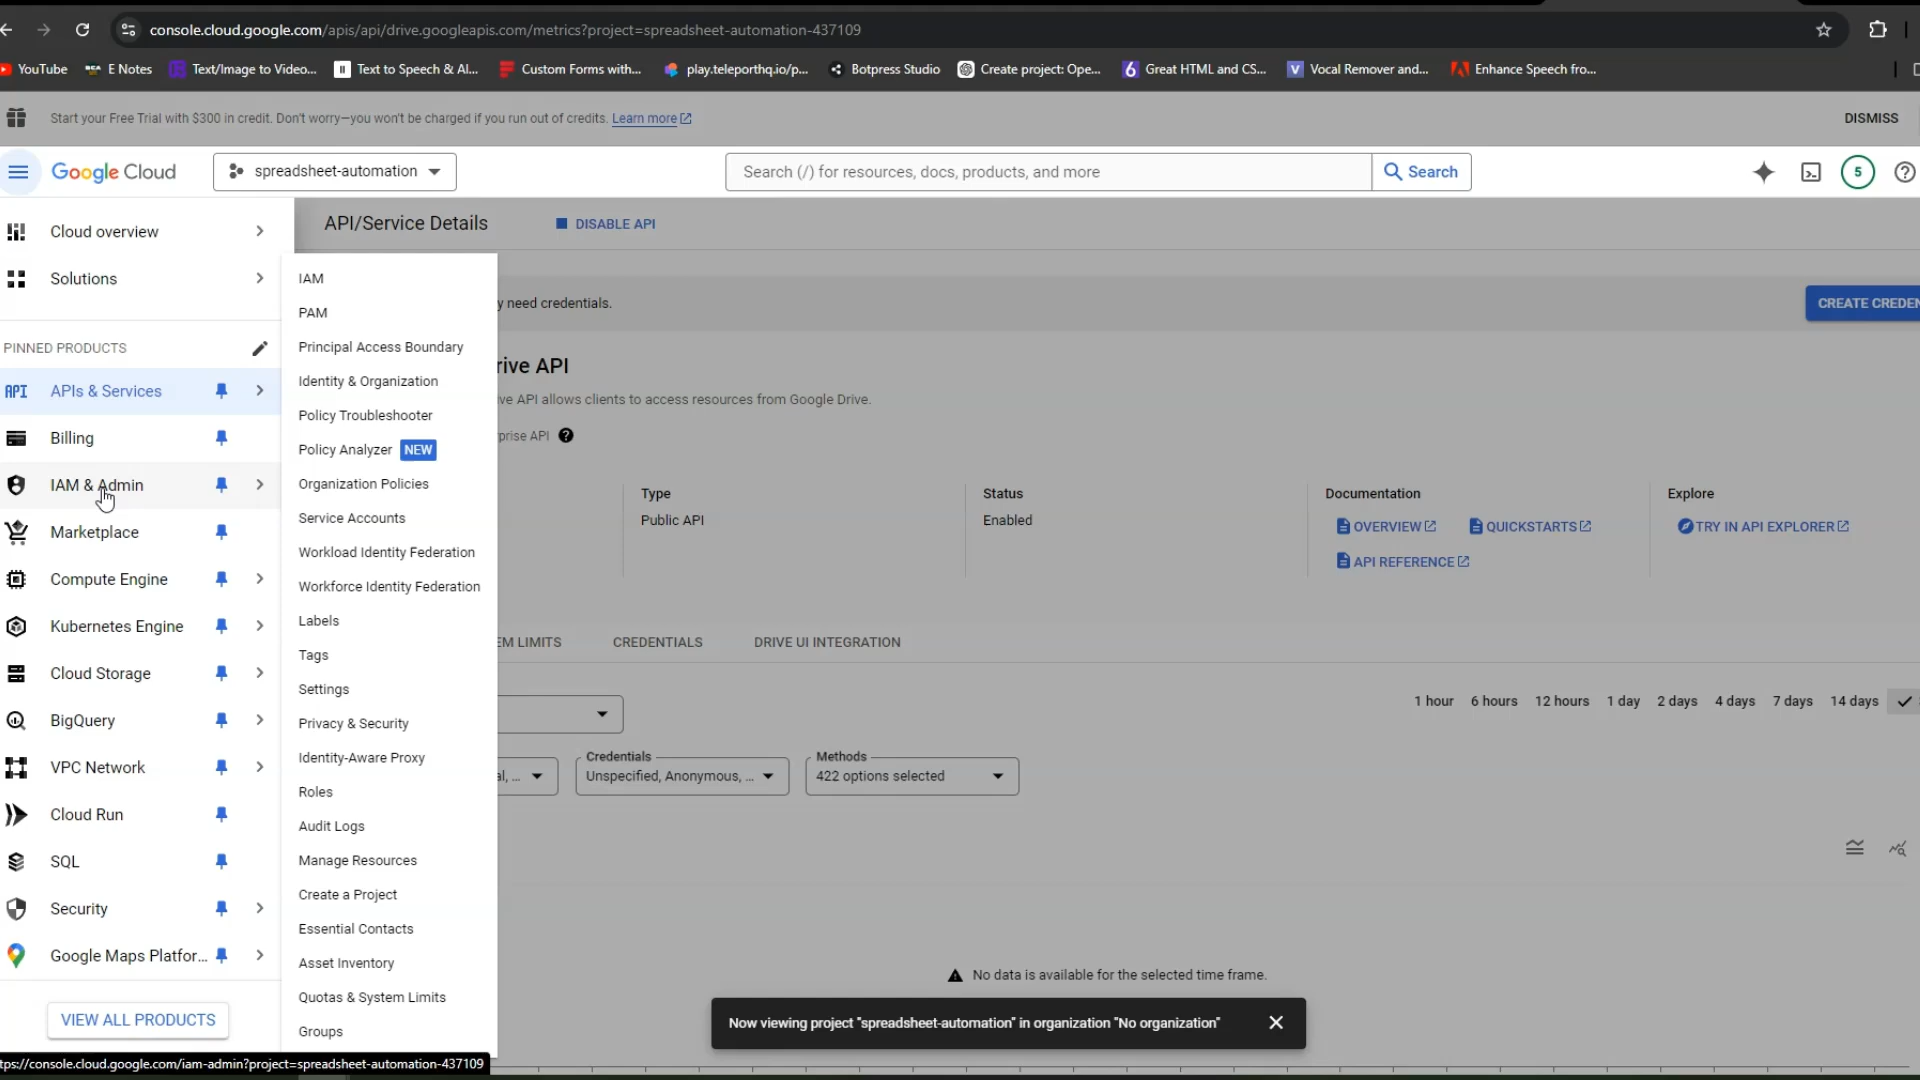 console.cloud.google.com/apis/api/drive.googleapis.com/metrics?project=spreadsheet-automation-437109
YouTube
E Notes
Text/Image to Video...
Text to Speech & AI...
Custom Forms with...
play.teleporthq.io/p...
Botpress Studio
Create project: Ope...
Great HTML and CS...
Vocal Remover and...
Enhance Speech fro...
Start your Free Trial with $300 in credit. Don't worry—you won't be charged if you run out of credits. Learn more
DISMISS
Google Cloud
spreadsheet-automation
Search (/) for resources, docs, products, and more
Search
5
Cloud overview
Solutions
PINNED PRODUCTS
API APIs & Services
Billing
IAM & Admin
Marketplace
Compute Engine
Kubernetes Engine
Cloud Storage
BigQuery
VPC Network
Cloud Run
SQL
Security
Google Maps Platfor...
VIEW ALL PRODUCTS
tps://console.cloud.google.com/iam-admin?project=spreadsheet-automation-437109
IAM
PAM
Principal Access Boundary
Identity & Organization
Policy Troubleshooter
Policy Analyzer NEW
Organization Policies
Service Accounts
Workload Identity Federation
Workforce Identity Federation
Labels
Tags
Settings
Privacy & Security
Identity-Aware Proxy
Roles
Audit Logs
Manage Resources
Create a Project
Essential Contacts
Asset Inventory
Quotas & System Limits
Groups
API/Service Details
DISABLE API
y need credentials.
CREATE CREDEN
rive API
ve API allows clients to access resources from Google Drive.
prise API
Type
Public API
Status
Enabled
Documentation
OVERVIEW
QUICKSTARTS
API REFERENCE
Explore
TRY IN API EXPLORER
EM LIMITS
CREDENTIALS
DRIVE UI INTEGRATION
1 hour
6 hours
12 hours
1 day
2 days
4 days
7 days
14 days
al, ...
Credentials
Unspecified, Anonymous, ...
Methods
422 options selected
No data is available for the selected time frame.
Now viewing project "spreadsheet-automation" in organization "No organization"